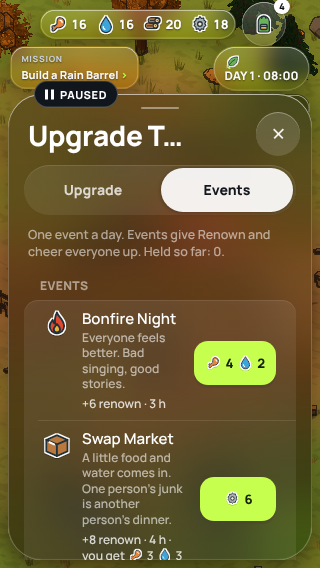 16 16 20 18 4
MISSION
Build a Rain Barrel ›
DAY 1 · 08:00
PAUSED
Upgrade T...
Upgrade Events
One event a day. Events give Renown and
cheer everyone up. Held so far: 0.
EVENTS
Bonfire Night
Everyone feels
better. Bad
singing, good
stories.
+6 renown · 3 h
4 2
Swap Market
A little food and
water comes in.
One person's junk
is another
person's dinner.
+8 renown · 4 h ·
you get 3 3
6